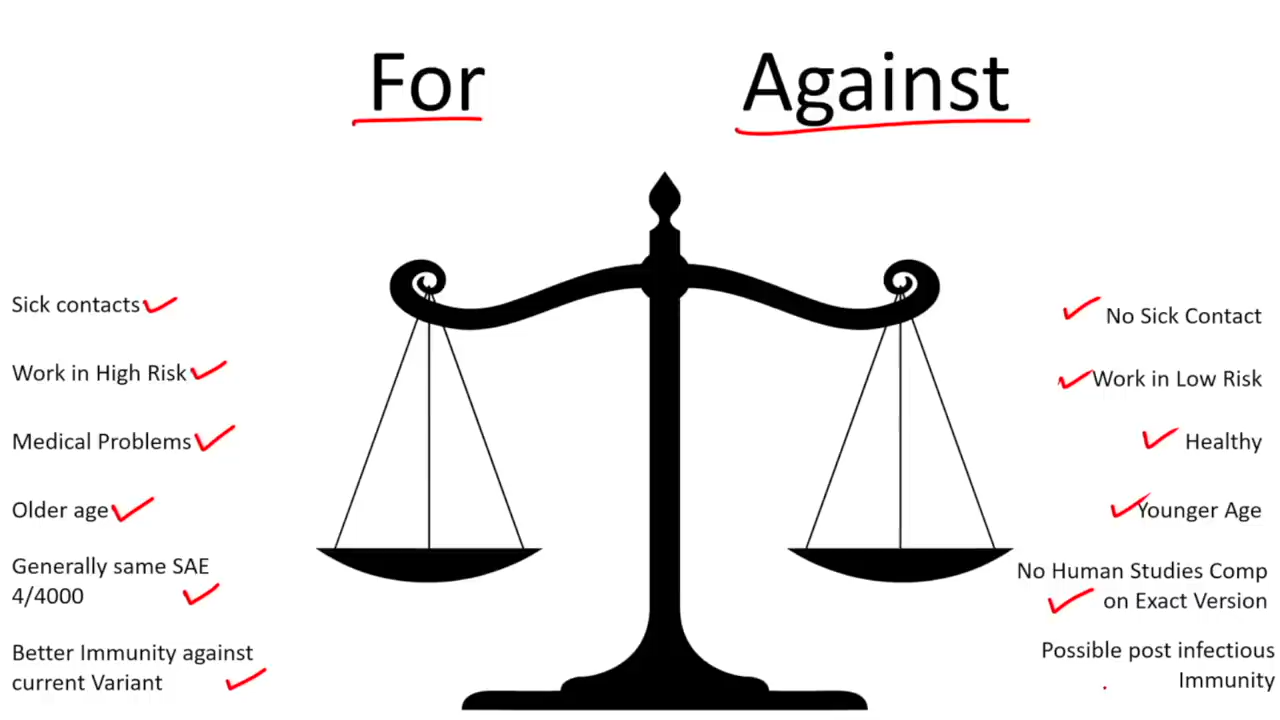 For
Against
Sick contacts
Work in High Risk
Medical Problems
Older age
Generally same SAE
4/4000
Better Immunity against
current Variant
No Sick Contact
Work in Low Risk
Healthy
Younger Age
No Human Studies Comp
on Exact Version
Possible post infectious
Immunity